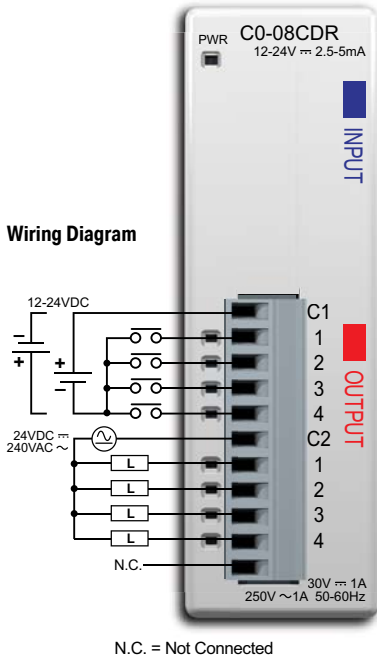 PWR C0-08CDR
12-24V ⎓ 2.5-5mA
INPUT
Wiring Diagram
12-24VDC
C1
1
2
3
4
OUTPUT
24VDC ⎓
240VAC ~
C2
L 1
L 2
L 3
L 4
N.C.
30V ⎓ 1A
250V ~1A 50-60Hz
N.C. = Not Connected